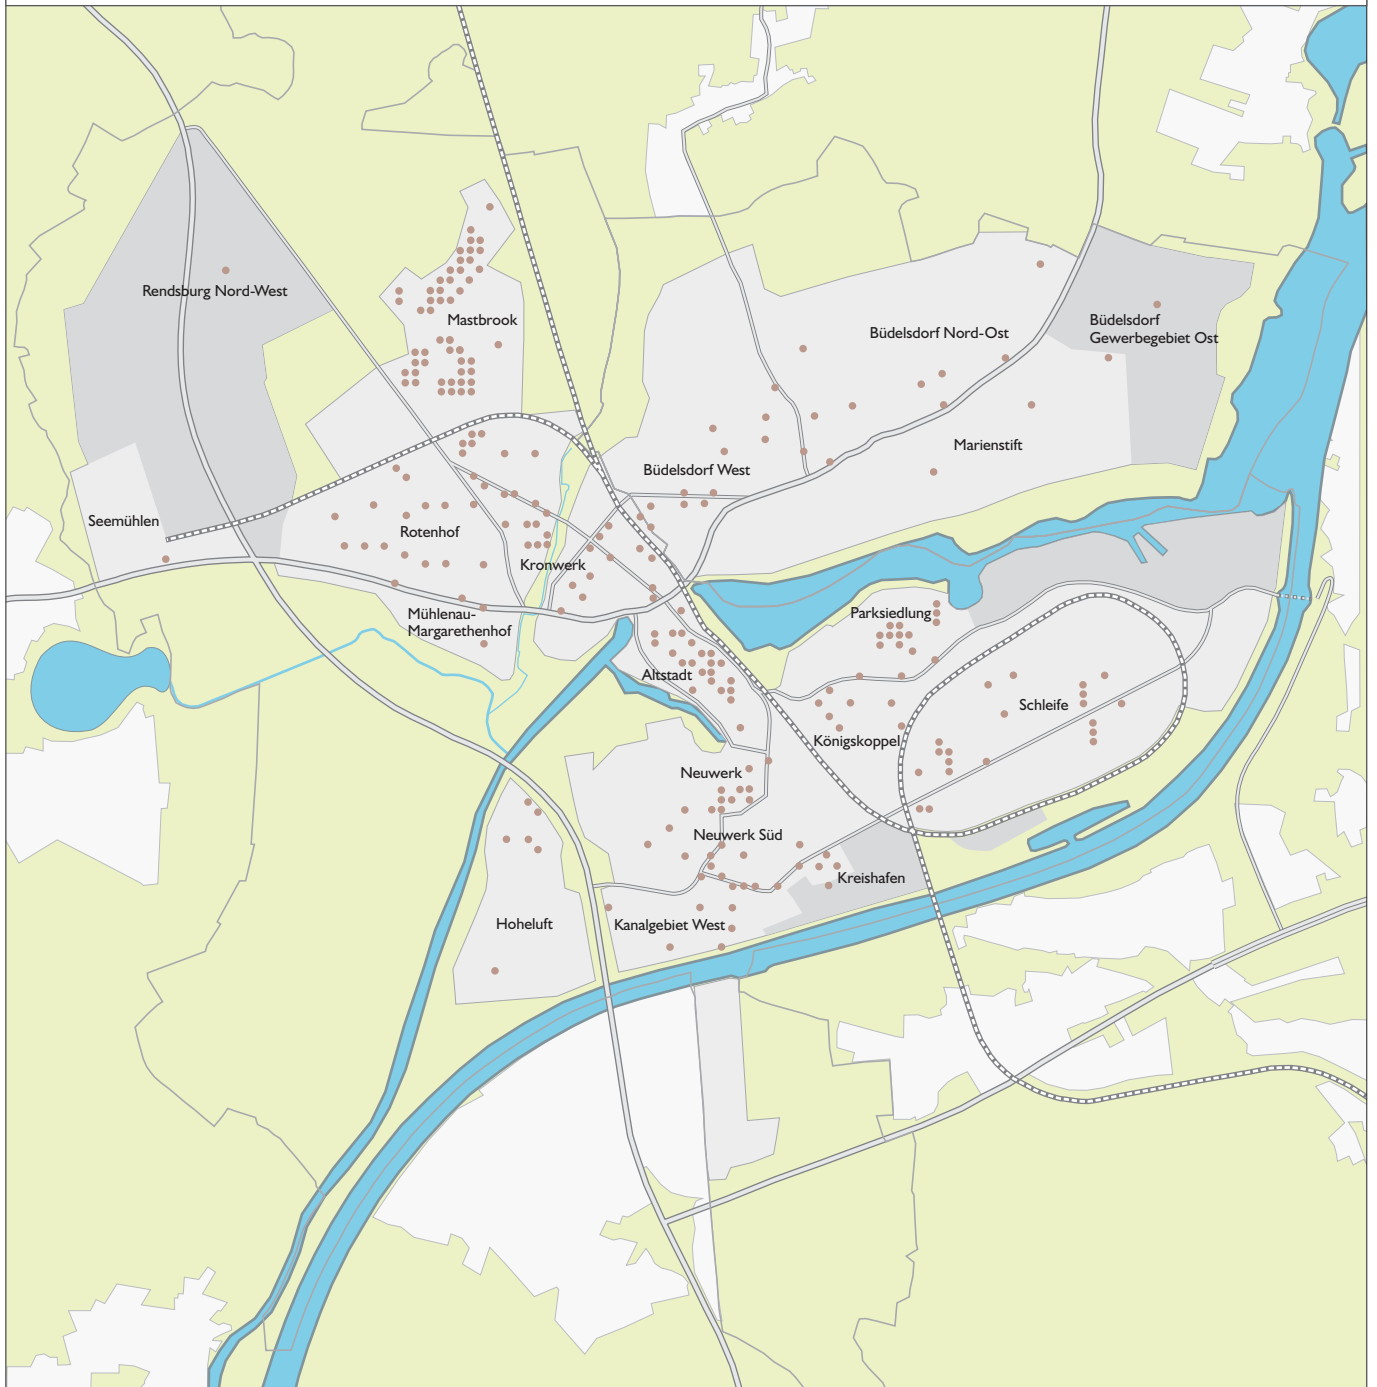 Rendsburg Nord-West
Mastbrook
Büdelsdorf Nord-Ost
Büdelsdorf
Gewerbegebiet Ost
Marienstift
Büdelsdorf West
Seemühlen
Rotenhof
Kronwerk
Mühlenau-
Margarethenhof
Parksiedlung
Altstadt
Schleife
Königskoppel
Neuwerk
Neuwerk Süd
Kreishafen
Hoheluft
Kanalgebiet West